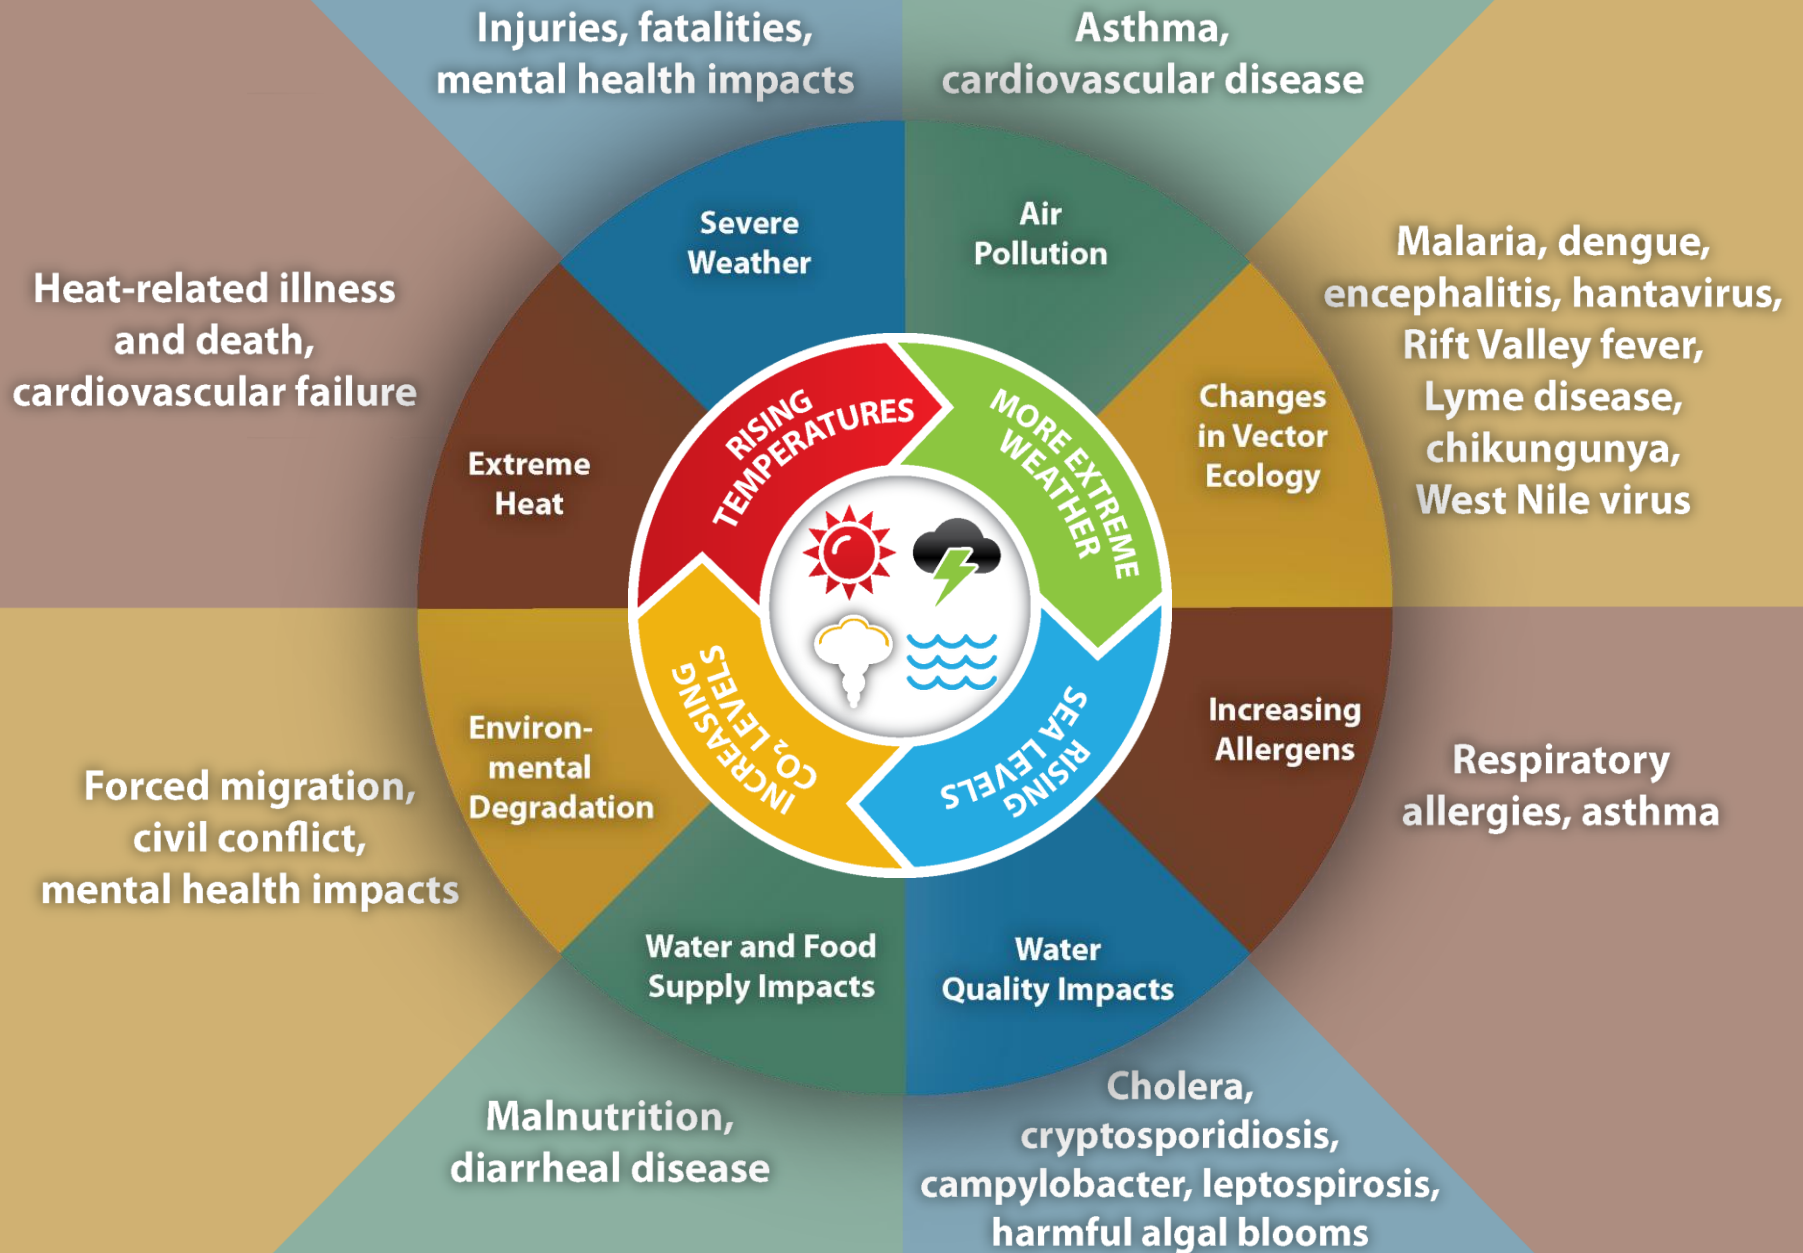 Injuries, fatalities,
mental health impacts
Asthma,
cardiovascular disease
Severe
Weather
Air
Pollution
Heat-related illness
and death,
cardiovascular failure
Malaria, dengue,
encephalitis, hantavirus,
Rift Valley fever,
Lyme disease,
chikungunya,
West Nile virus
Extreme
Heat
RISING
TEMPERATURES
MORE EXTREME
WEATHER
Changes
in Vector
Ecology
Environ-
mental
Degradation
INCREASING
CO₂ LEVELS
RISING
SEA LEVELS
Increasing
Allergens
Forced migration,
civil conflict,
mental health impacts
Respiratory
allergies, asthma
Water and Food
Supply Impacts
Water
Quality Impacts
Malnutrition,
diarrheal disease
Cholera,
cryptosporidiosis,
campylobacter, leptospirosis,
harmful algal blooms